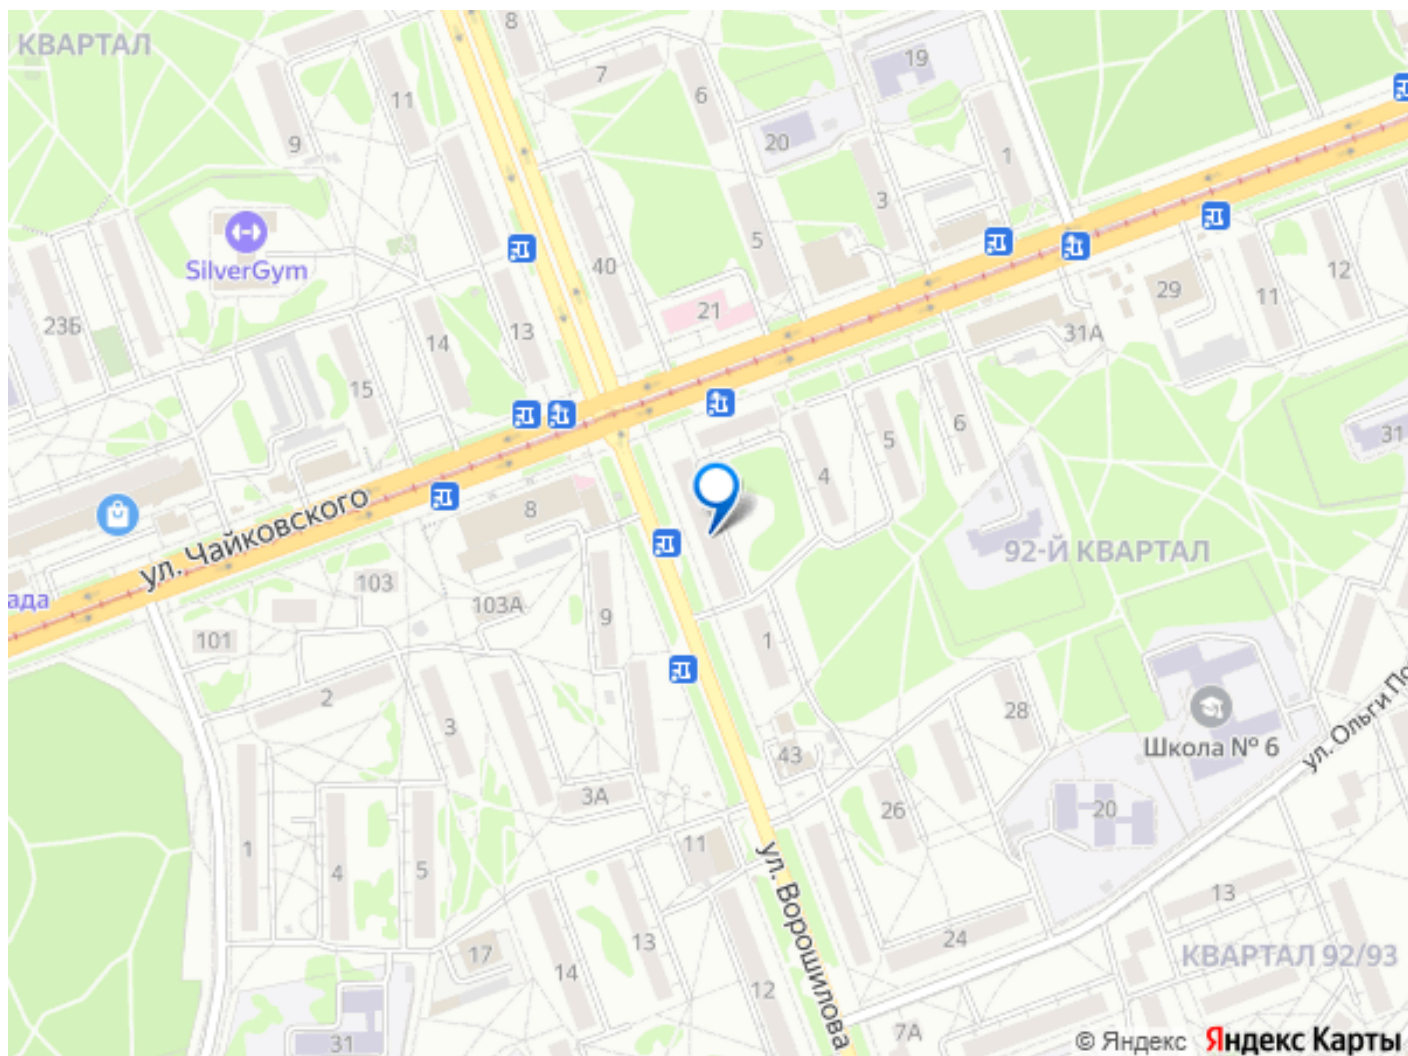 КВАРТАЛ
8
11
7
19
6
9
20
1
3
SilverGym
5
40
12
29
11
23Б
21
13
14
31А
15
6
5
31
4
8
ул. Чайковского
92-Й КВАРТАЛ
103
103А
ада
9
101
1
2
28
3
Школа № 6
43
ул. Ольги По
3А
26
20
11
1
4
5
ул. Ворошилова
13
24
13
17
КВАРТАЛ 92/93
14
12
7А
31
© Яндекс Яндекс Карты